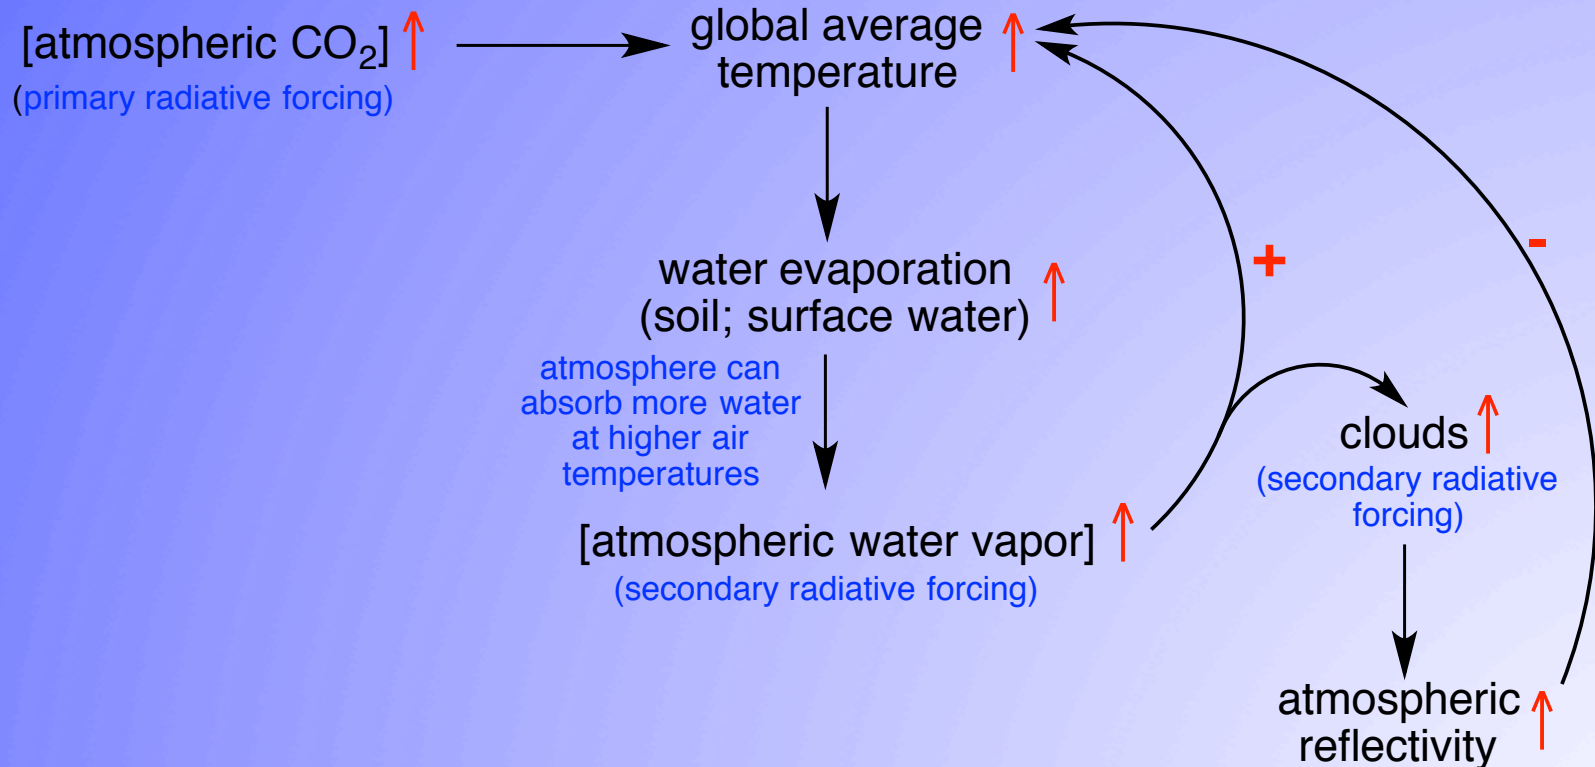 [atmospheric CO₂] ↑
(primary radiative forcing)
global average ↑
temperature
water evaporation ↑
(soil; surface water)
atmosphere can
absorb more water
at higher air
temperatures
[atmospheric water vapor] ↑
(secondary radiative forcing)
+
-
clouds ↑
(secondary radiative
forcing)
atmospheric ↑
reflectivity